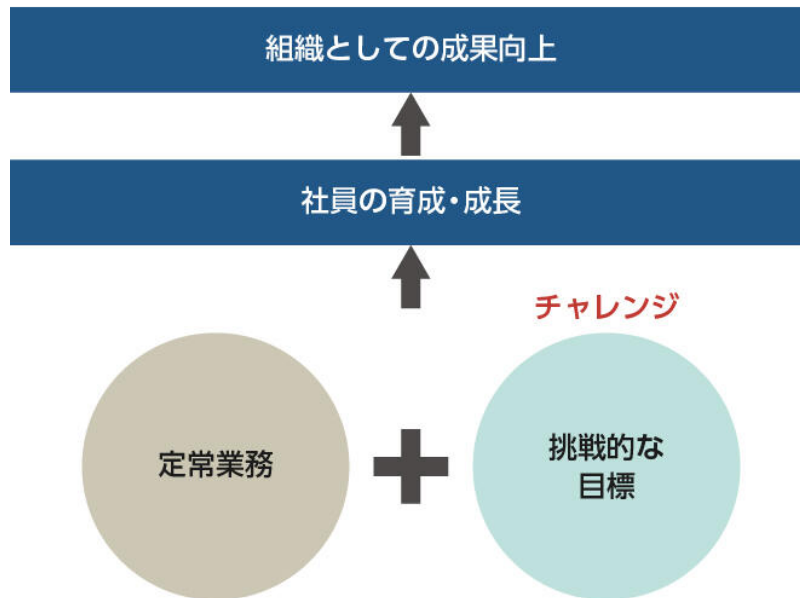 組織としての成果向上
社員の育成・成長
チャレンジ
定常業務
挑戦的な
目標